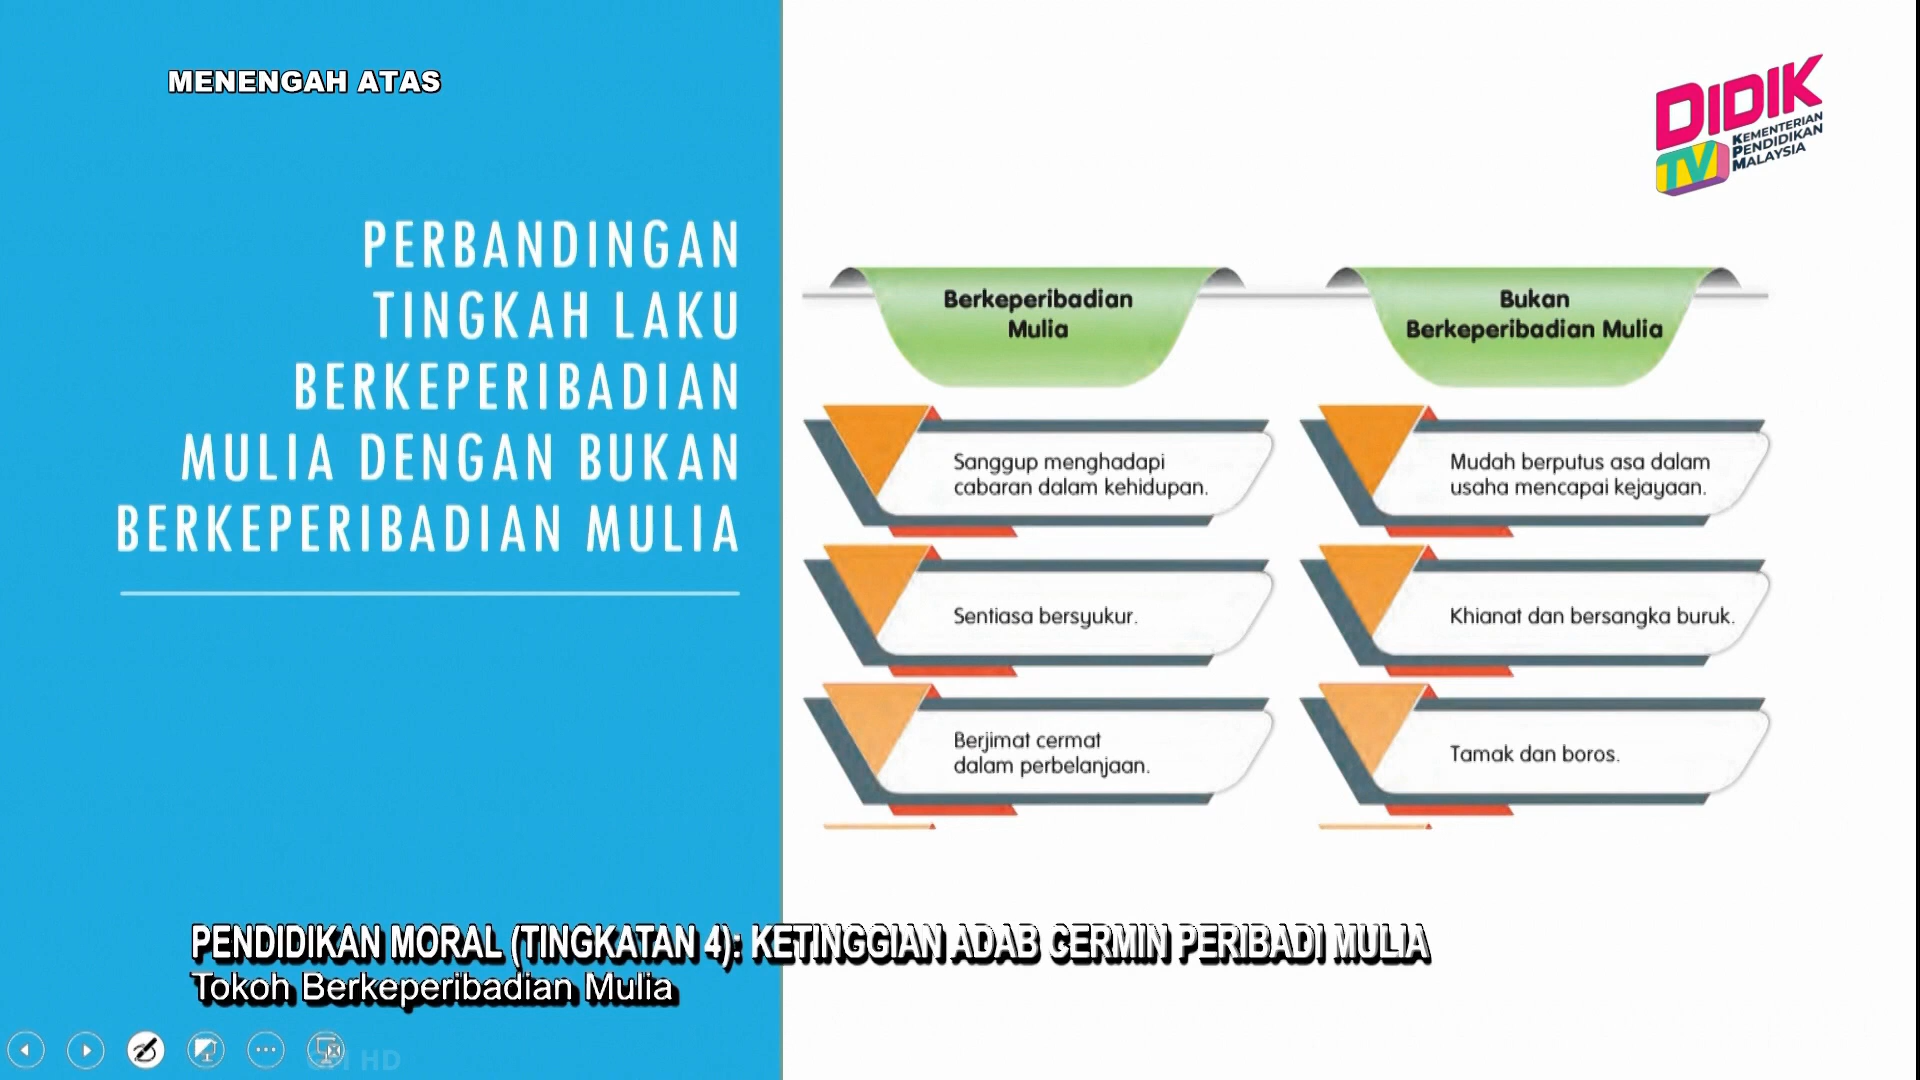 MENENGAH ATAS
DIDIK
TV
KEMENTERIAN
PENDIDIKAN
MALAYSIA
PERBANDINGAN
TINGKAH LAKU
BERKEPERIBADIAN
MULIA DENGAN BUKAN
BERKEPERIBADIAN MULIA
Berkeperibadian
Mulia
Bukan
Berkeperibadian Mulia
Sanggup menghadapi
cabaran dalam kehidupan.
Mudah berputus asa dalam
usaha mencapai kejayaan.
Sentiasa bersyukur.
Khianat dan bersangka buruk.
Berjimat cermat
dalam perbelanjaan.
Tamak dan boros.
PENDIDIKAN MORAL (TINGKATAN 4): KETINGGIAN ADAB CERMIN PERIBADI MULIA
Tokoh Berkeperibadian Mulia
HD